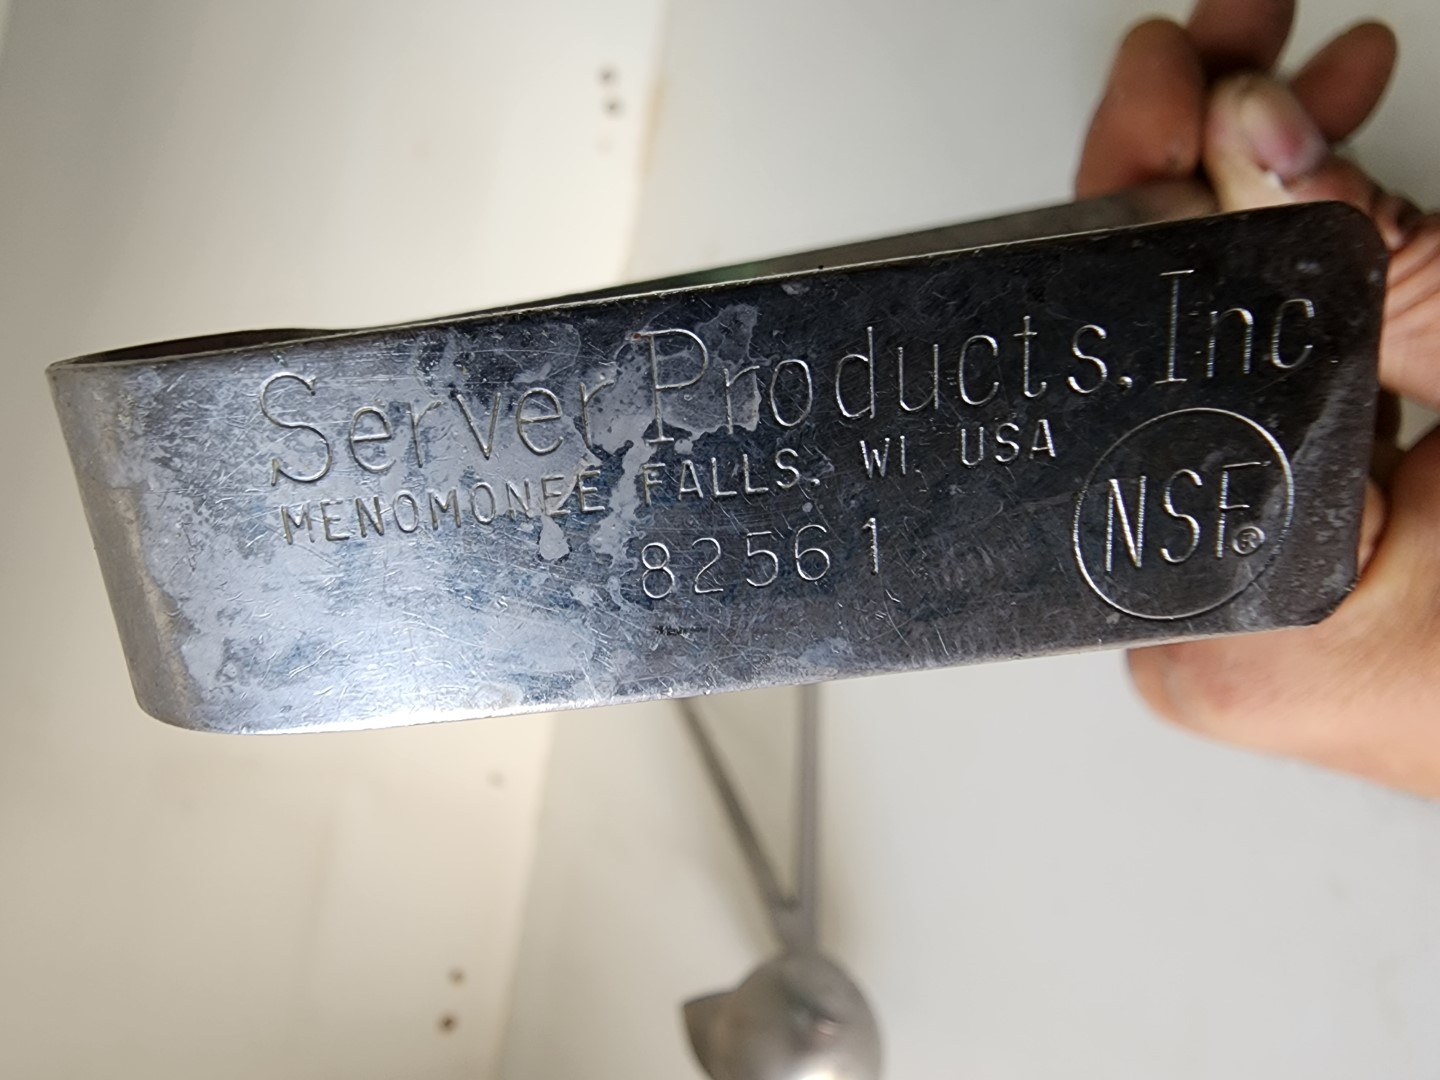 Server Products, Inc
MENOMONEE FALLS, WI. USA
82561
NSF®